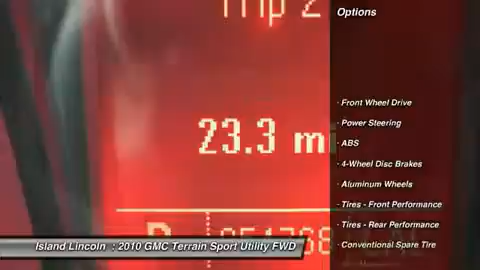 Trip 2
Options
23.3 mi
· Front Wheel Drive
· Power Steering
· ABS
· 4-Wheel Disc Brakes
· Aluminum Wheels
· Tires - Front Performance
· Tires - Rear Performance
· Conventional Spare Tire
Island Lincoln : 2010 GMC Terrain Sport Utility FWD